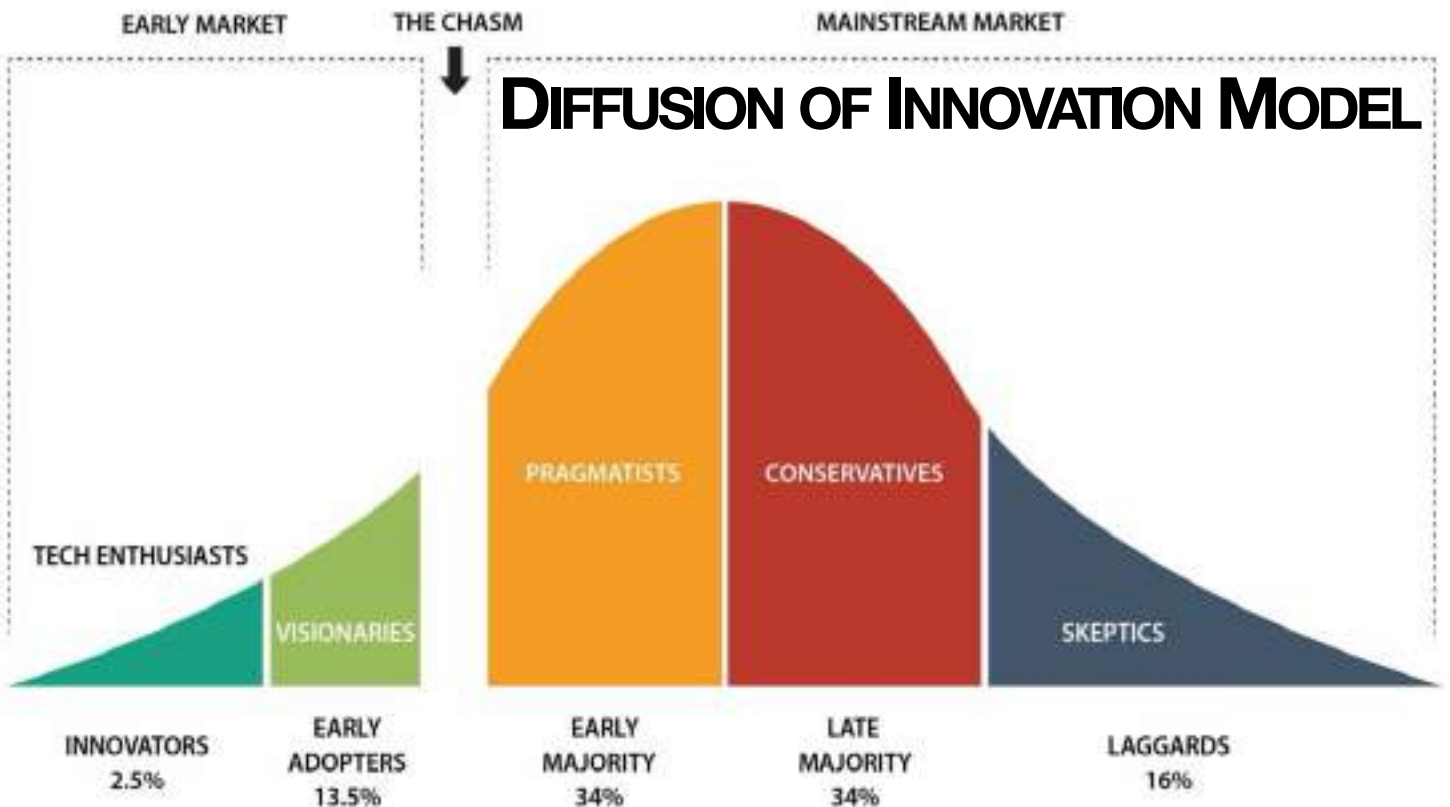 EARLY MARKET
THE CHASM
MAINSTREAM MARKET
DIFFUSION OF INNOVATION MODEL
PRAGMATISTS
CONSERVATIVES
TECH ENTHUSIASTS
VISIONARIES
SKEPTICS
INNOVATORS
2.5%
EARLY
ADOPTERS
13.5%
EARLY
MAJORITY
34%
LATE
MAJORITY
34%
LAGGARDS
16%